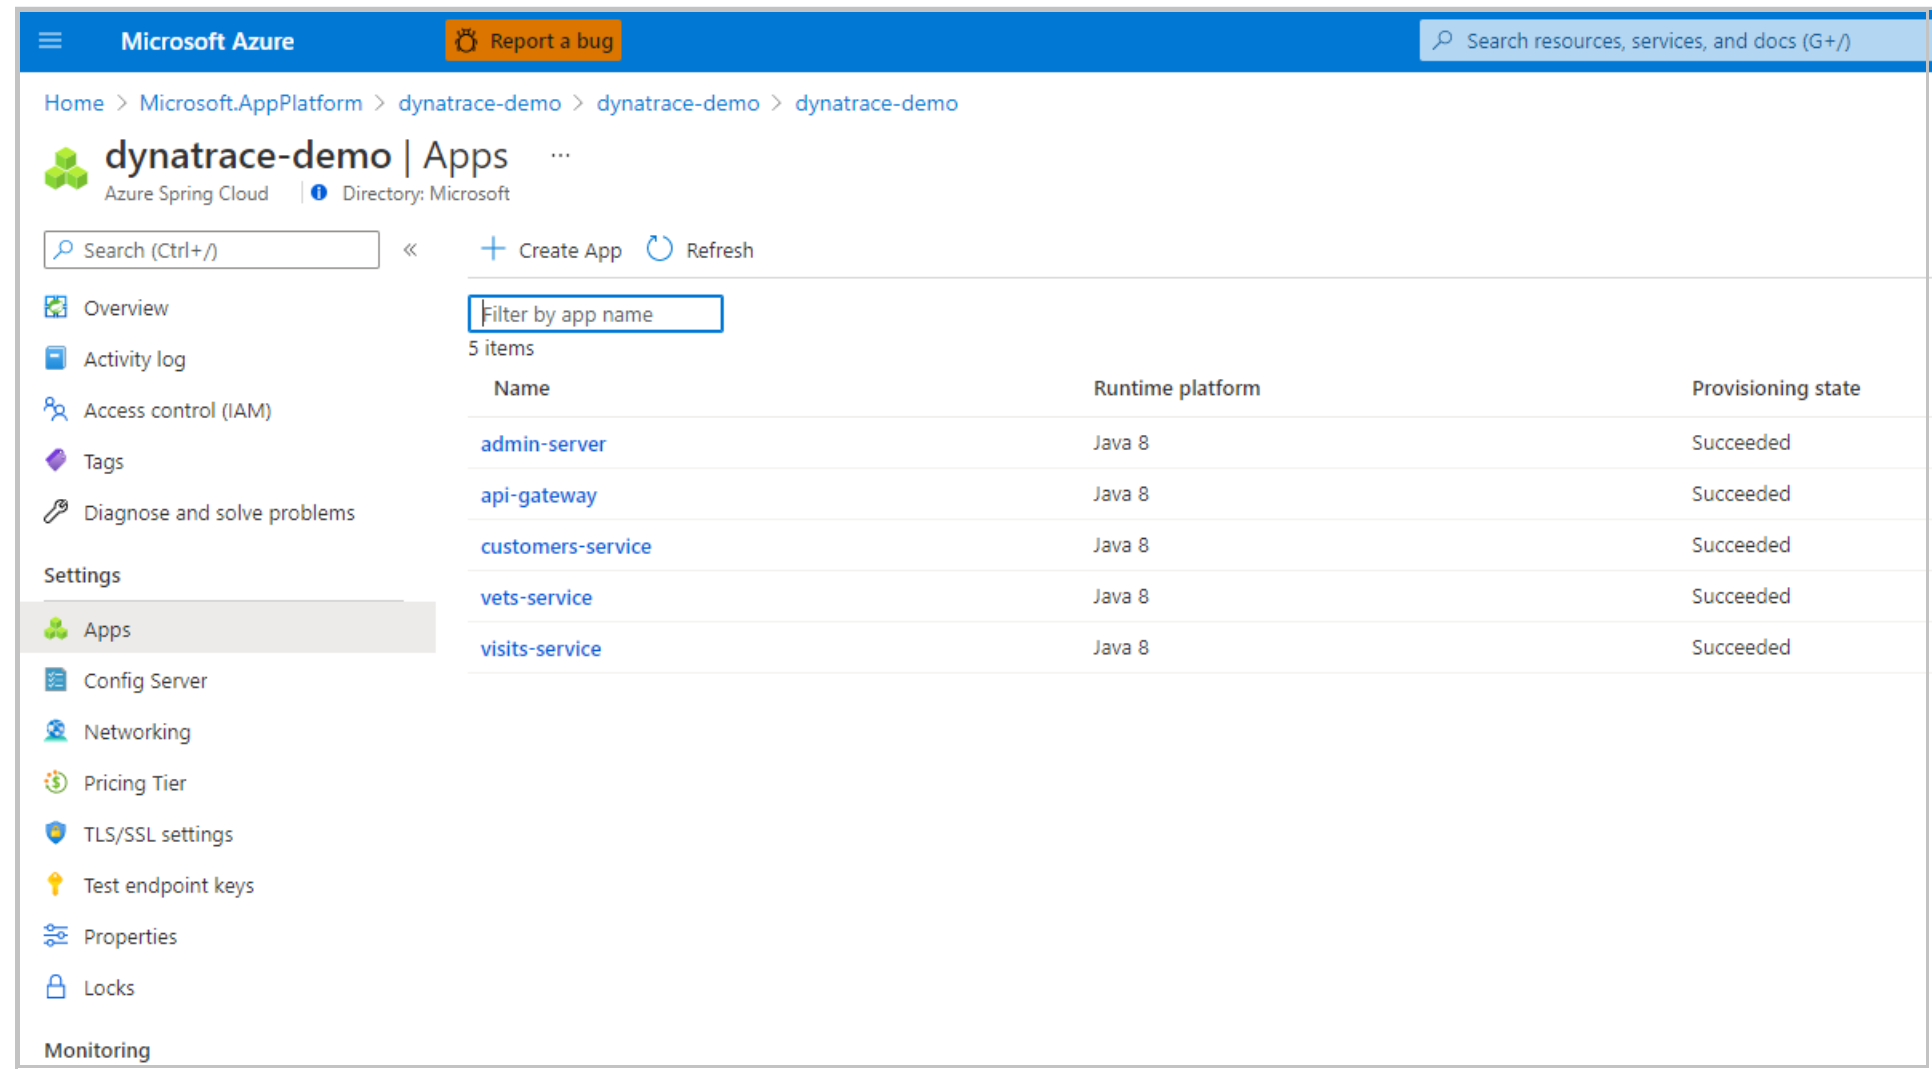 Microsoft Azure Report a bug Search resources, services, and docs (G+/)
Home > Microsoft.AppPlatform > dynatrace-demo > dynatrace-demo > dynatrace-demo
dynatrace-demo | Apps ...
Azure Spring Cloud | Directory: Microsoft
Search (Ctrl+/) «
Overview
Activity log
Access control (IAM)
Tags
Diagnose and solve problems
Settings
Apps
Config Server
Networking
Pricing Tier
TLS/SSL settings
Test endpoint keys
Properties
Locks
Monitoring
Create App Refresh
Filter by app name
5 items
Name Runtime platform Provisioning state
admin-server Java 8 Succeeded
api-gateway Java 8 Succeeded
customers-service Java 8 Succeeded
vets-service Java 8 Succeeded
visits-service Java 8 Succeeded